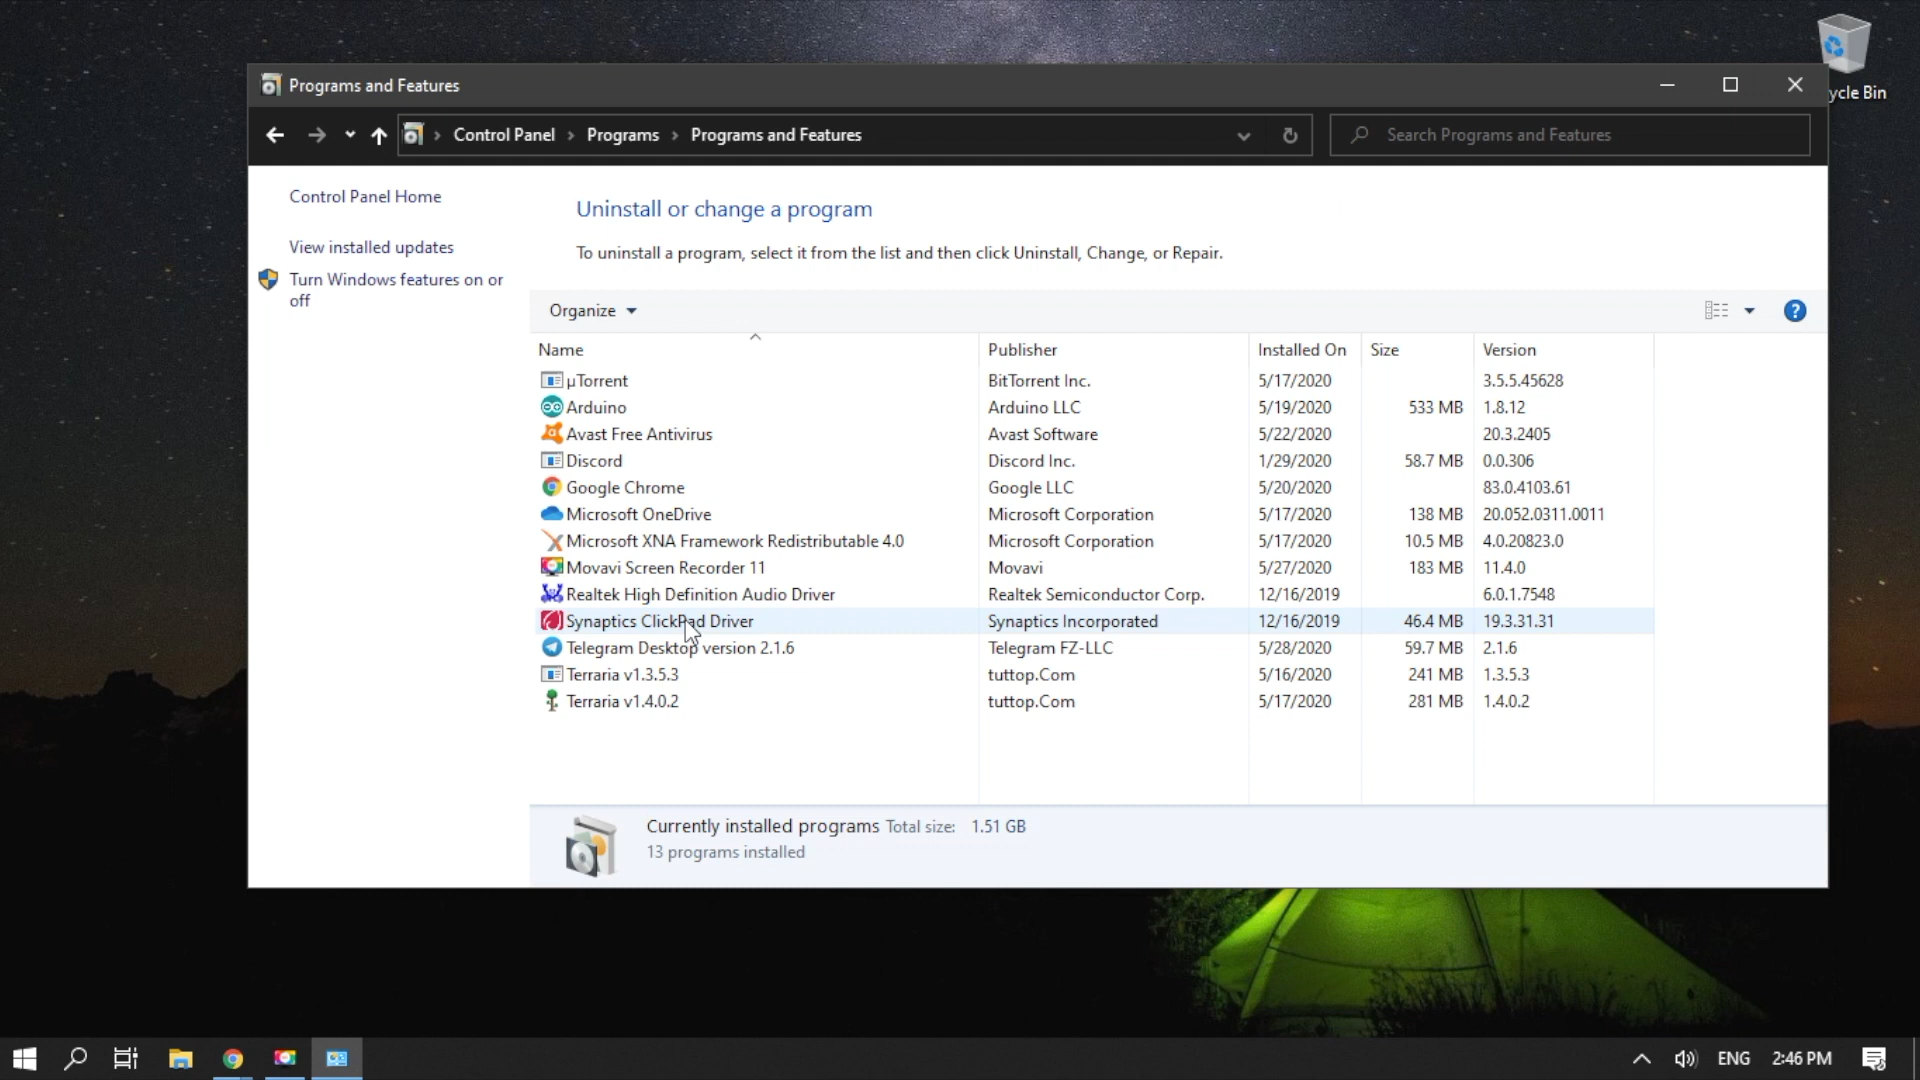 ycle Bin
Programs and Features
Control Panel > Programs > Programs and Features
Search Programs and Features
Control Panel Home
View installed updates
Turn Windows features on or
off
Uninstall or change a program
To uninstall a program, select it from the list and then click Uninstall, Change, or Repair.
Organize
Name Publisher Installed On Size Version
µTorrent BitTorrent Inc. 5/17/2020 3.5.5.45628
Arduino Arduino LLC 5/19/2020 533 MB 1.8.12
Avast Free Antivirus Avast Software 5/22/2020 20.3.2405
Discord Discord Inc. 1/29/2020 58.7 MB 0.0.306
Google Chrome Google LLC 5/20/2020 83.0.4103.61
Microsoft OneDrive Microsoft Corporation 5/17/2020 138 MB 20.052.0311.0011
Microsoft XNA Framework Redistributable 4.0 Microsoft Corporation 5/17/2020 10.5 MB 4.0.20823.0
Movavi Screen Recorder 11 Movavi 5/27/2020 183 MB 11.4.0
Realtek High Definition Audio Driver Realtek Semiconductor Corp. 12/16/2019 6.0.1.7548
Synaptics ClickPad Driver Synaptics Incorporated 12/16/2019 46.4 MB 19.3.31.31
Telegram Desktop version 2.1.6 Telegram FZ-LLC 5/28/2020 59.7 MB 2.1.6
Terraria v1.3.5.3 tuttop.Com 5/16/2020 241 MB 1.3.5.3
Terraria v1.4.0.2 tuttop.Com 5/17/2020 281 MB 1.4.0.2
Currently installed programs Total size: 1.51 GB
13 programs installed
ENG 2:46 PM